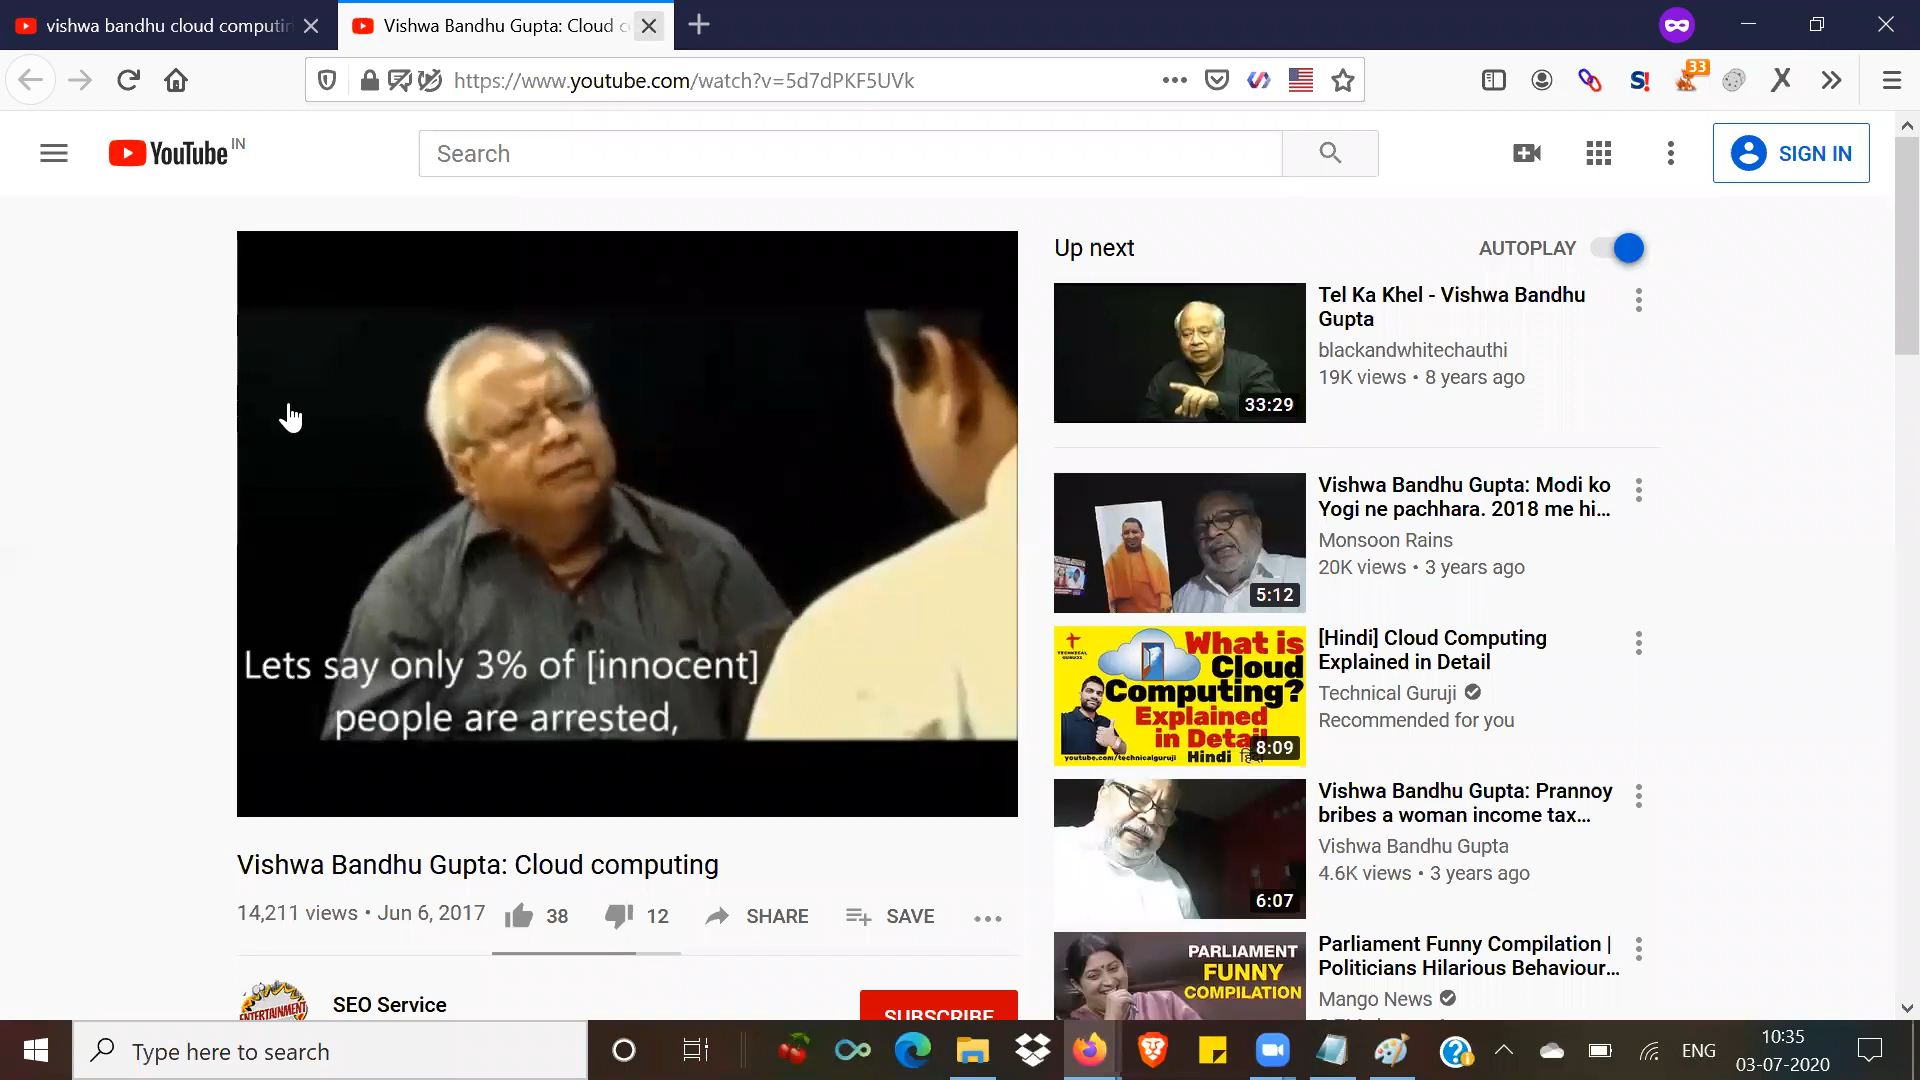 vishwa bandhu cloud computin
Vishwa Bandhu Gupta: Cloud c
https://www.youtube.com/watch?v=5d7dPKF5UVk
S!
33
YouTube IN
Search
SIGN IN
Lets say only 3% of [innocent]
people are arrested,
Vishwa Bandhu Gupta: Cloud computing
14,211 views • Jun 6, 2017
38
12
SHARE
SAVE
ENTERTAINMENT
SEO Service
SUBSCRIBE
Up next
AUTOPLAY
33:29
Tel Ka Khel - Vishwa Bandhu
Gupta
blackandwhitechauthi
19K views • 8 years ago
5:12
Vishwa Bandhu Gupta: Modi ko
Yogi ne pachhara. 2018 me hi...
Monsoon Rains
20K views • 3 years ago
TECHNICAL
GURUJI
What is
Cloud
Computing?
Explained
in Detail
Hindi
youtube.com/technicalguruji
8:09
[Hindi] Cloud Computing
Explained in Detail
Technical Guruji
Recommended for you
6:07
Vishwa Bandhu Gupta: Prannoy
bribes a woman income tax...
Vishwa Bandhu Gupta
4.6K views • 3 years ago
PARLIAMENT
FUNNY
COMPILATION
Parliament Funny Compilation |
Politicians Hilarious Behaviour...
Mango News
Type here to search
ENG
10:35
03-07-2020